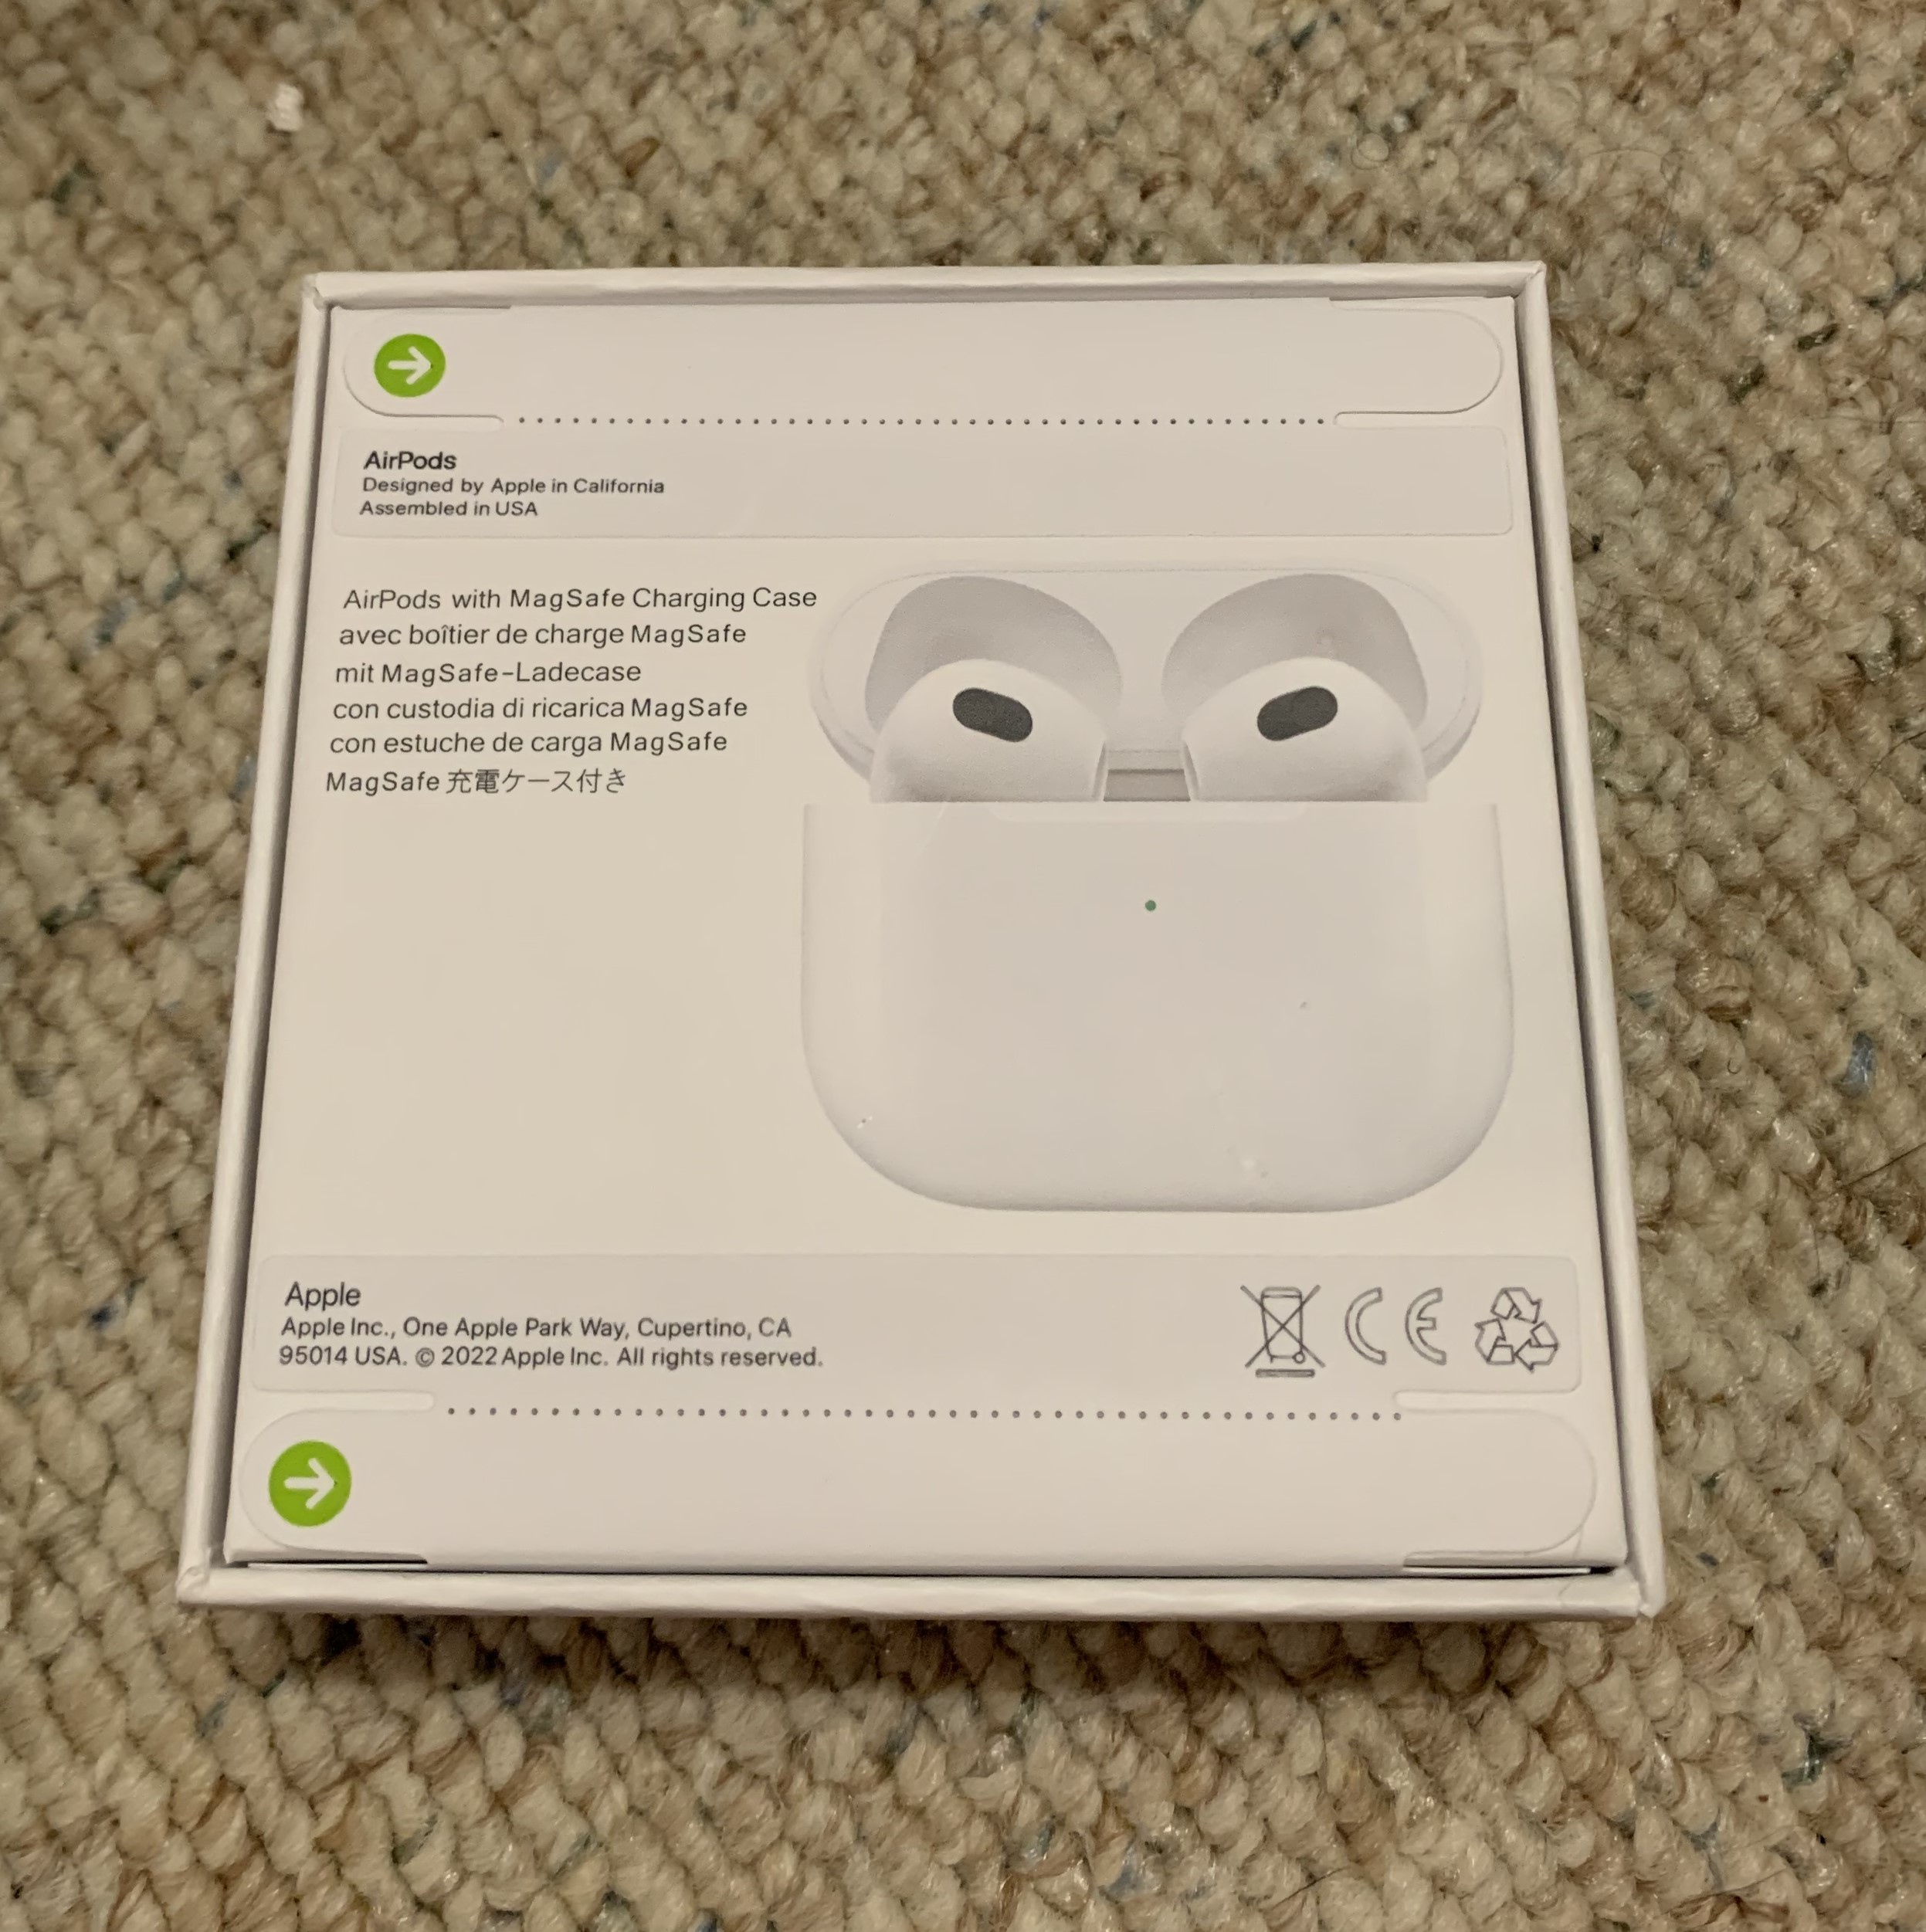 AirPods
Designed by Apple in California
Assembled in USA
AirPods with MagSafe Charging Case
avec boîtier de charge MagSafe
mit MagSafe-Ladecase
con custodia di ricarica MagSafe
con estuche de carga MagSafe
MagSafe 充電ケース付き
Apple
Apple Inc., One Apple Park Way, Cupertino, CA
95014 USA. © 2022 Apple Inc. All rights reserved.
CE